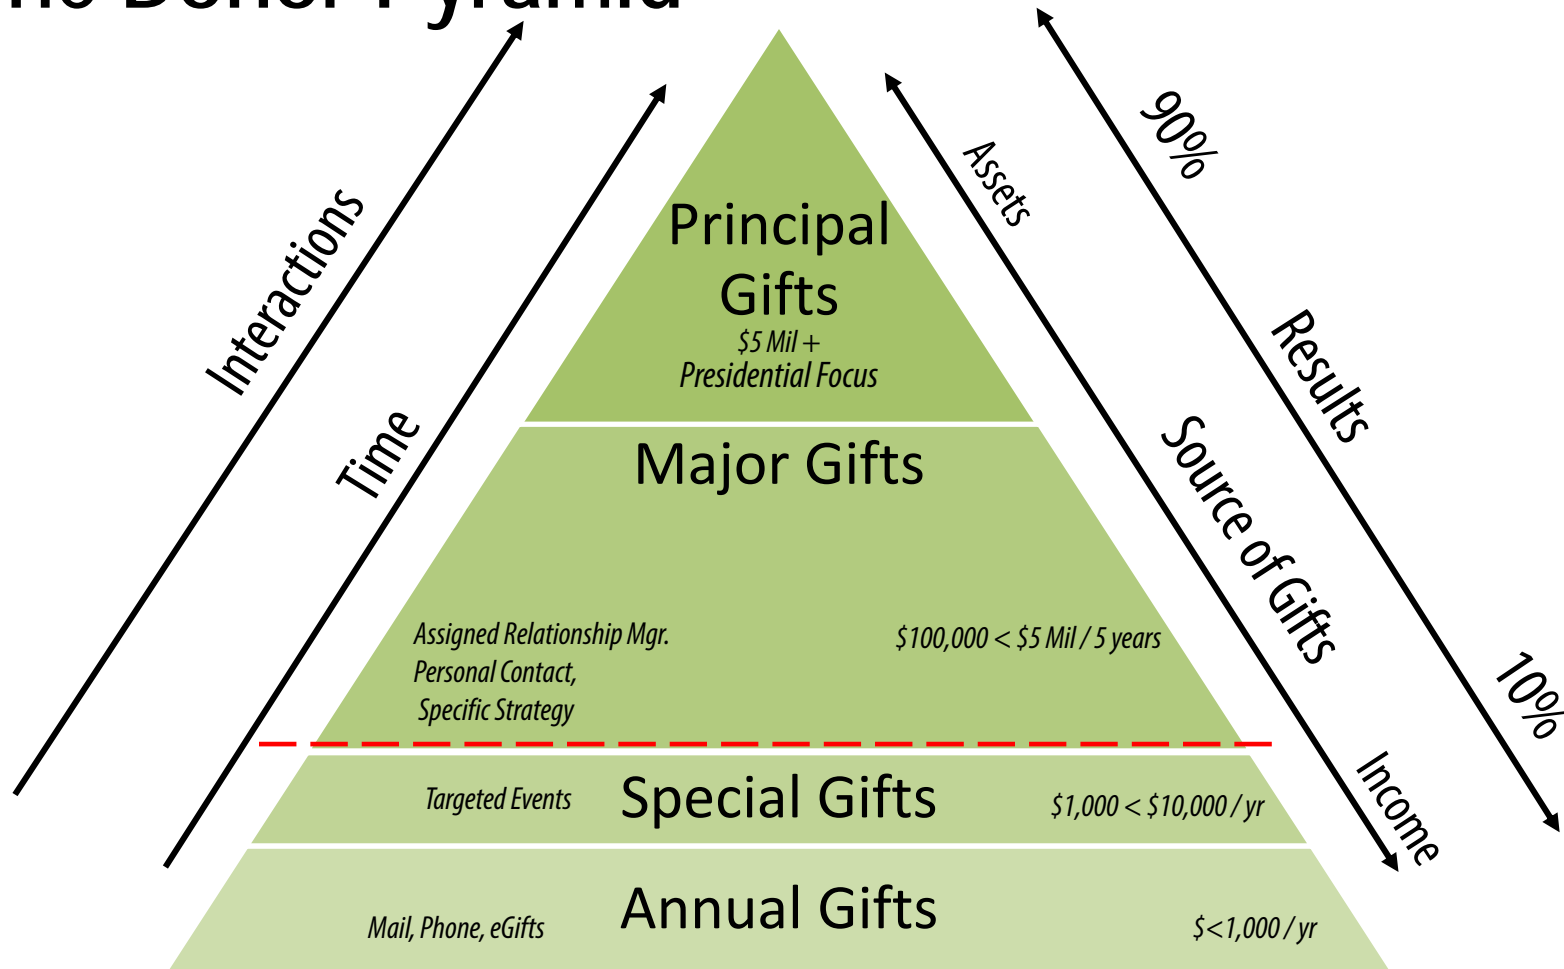 Donor Pyramid
Interactions
Time
Assets
90%
Results
Source of Gifts
10%
Income
Principal
Gifts
$5 Mil +
Presidential Focus
Major Gifts
Assigned Relationship Mgr.
Personal Contact,
Specific Strategy
$100,000 < $5 Mil / 5 years
Targeted Events
Special Gifts
$1,000 < $10,000 / yr
Mail, Phone, eGifts
Annual Gifts
$<1,000 / yr